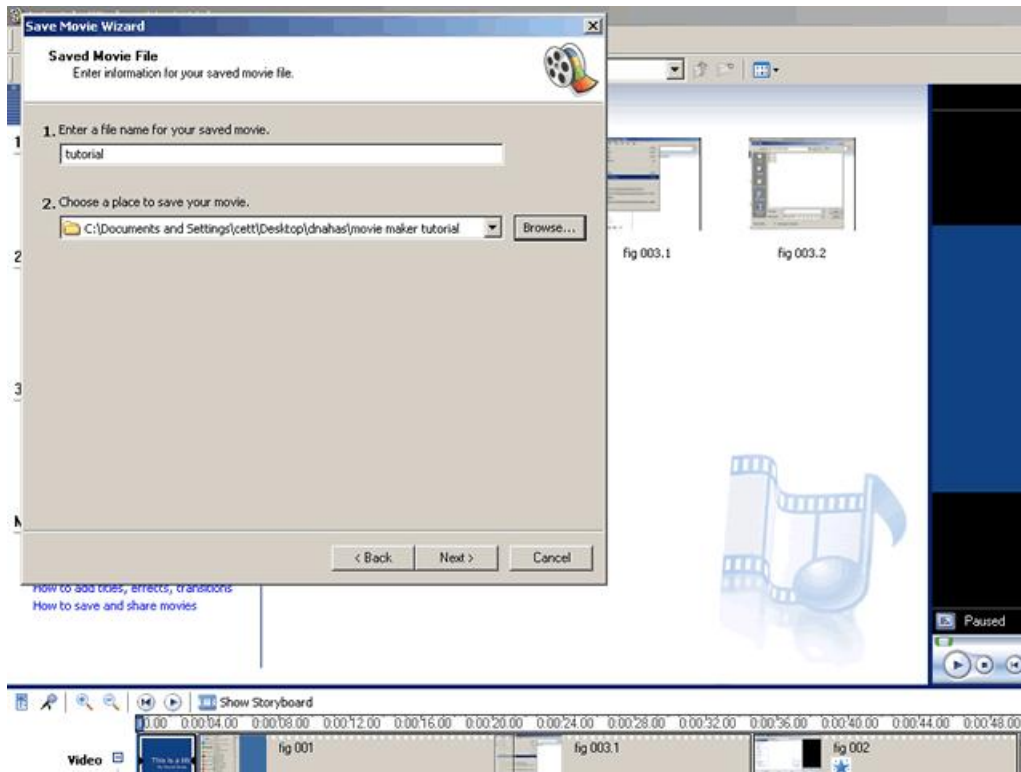 Save Movie Wizard
Saved Movie File
Enter information for your saved movie file.
1. Enter a file name for your saved movie.
tutorial
2. Choose a place to save your movie.
C:\Documents and Settings\cett\Desktop\dnahas\movie maker tutorial
Browse...
< Back
Next >
Cancel
1
2
3
fig 003.1
fig 003.2
How to add titles, effects, transitions
How to save and share movies
Paused
Show Storyboard
0.00 0:00:04.00 0:00:08.00 0:00:12.00 0:00:16.00 0:00:20.00 0:00:24.00 0:00:28.00 0:00:32.00 0:00:36.00 0:00:40.00 0:00:44.00 0:00:48.00
Video
This is a
fig 001
fig 003.1
fig 002